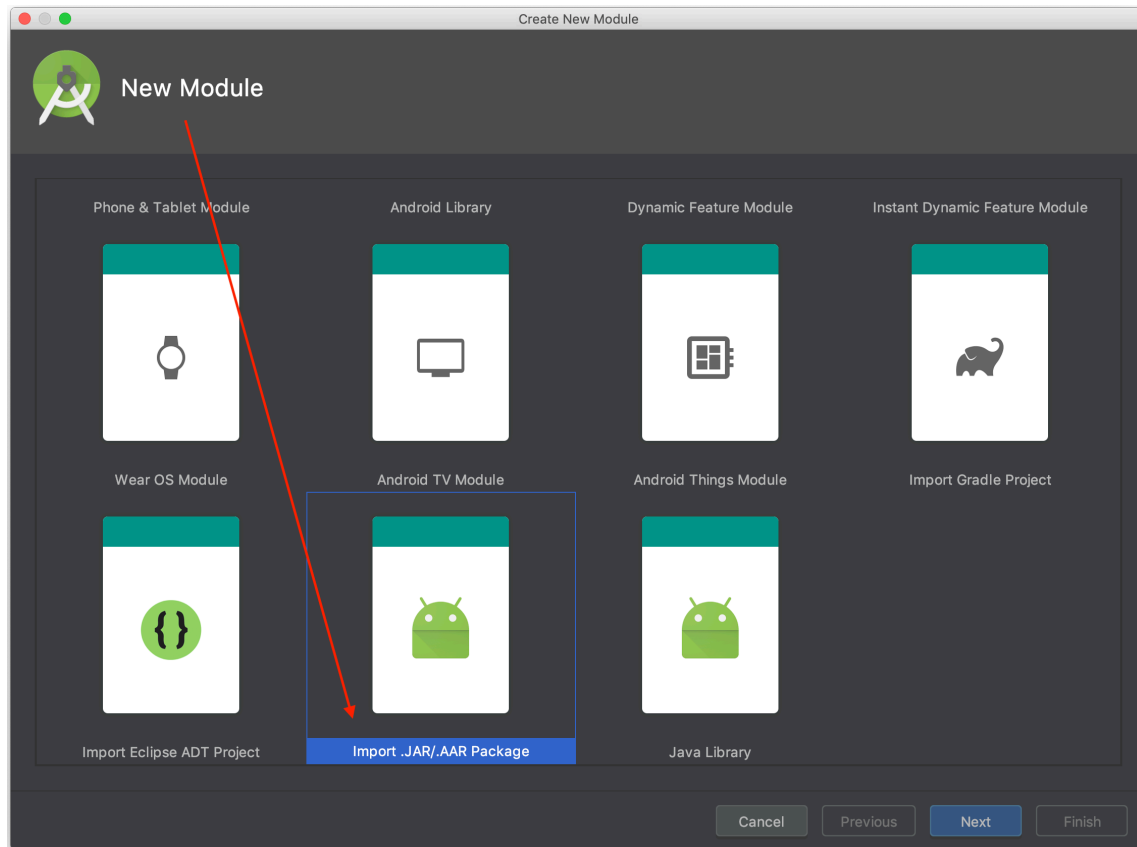 Create New Module
New Module
Phone & Tablet Module
Android Library
Dynamic Feature Module
Instant Dynamic Feature Module
Wear OS Module
Android TV Module
Android Things Module
Import Gradle Project
{}
Import Eclipse ADT Project
Import .JAR/.AAR Package
Java Library
Cancel
Previous
Next
Finish